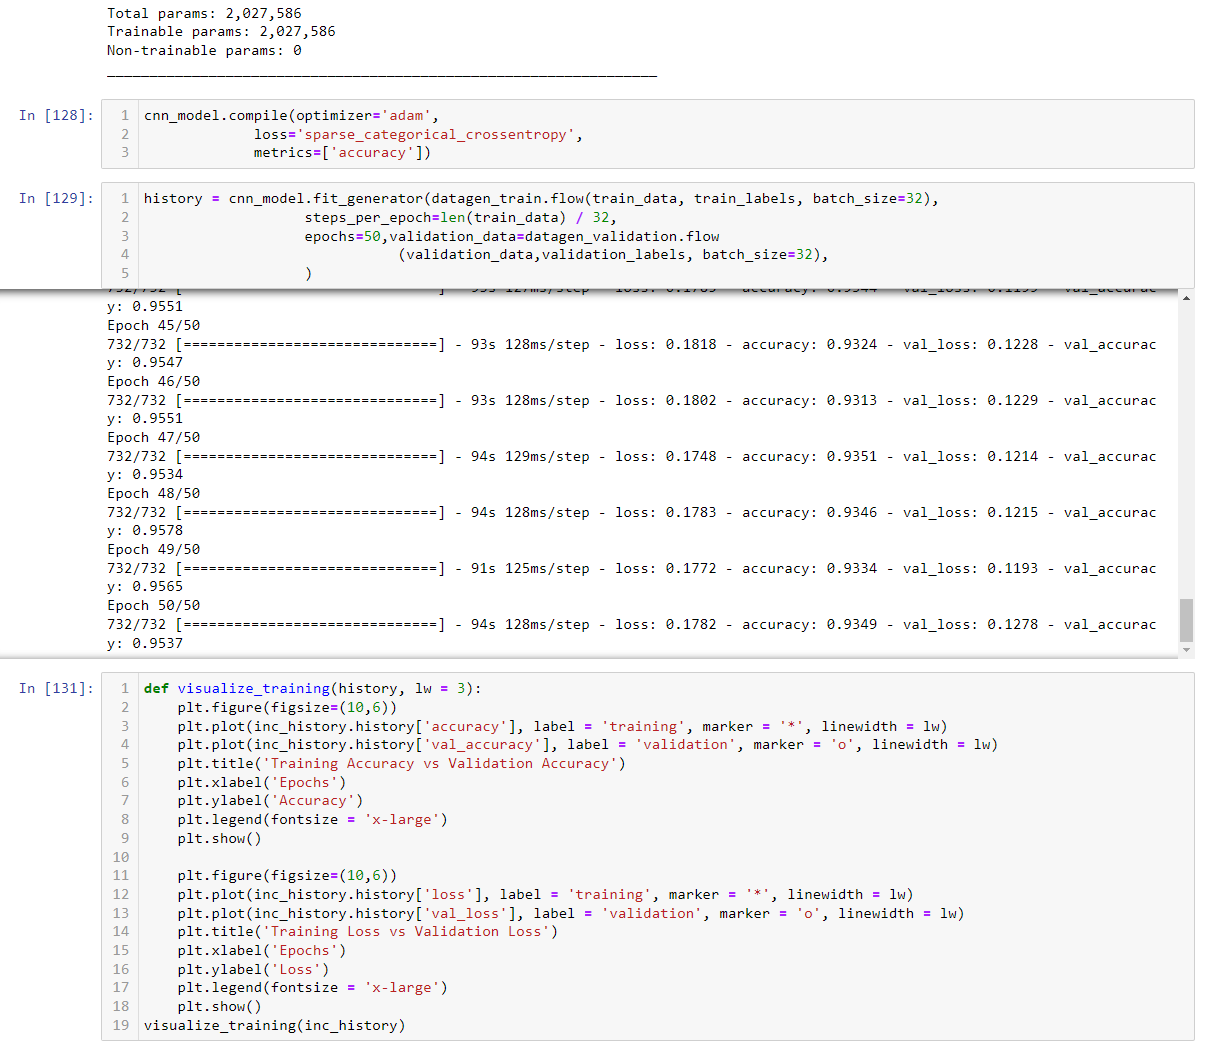 Total params: 2,027,586
Trainable params: 2,027,586
Non-trainable params: 0
_________________________________________________________________
In [128]:
1 cnn_model.compile(optimizer='adam',
2              loss='sparse_categorical_crossentropy',
3              metrics=['accuracy'])
In [129]:
1 history = cnn_model.fit_generator(datagen_train.flow(train_data, train_labels, batch_size=32),
2                    steps_per_epoch=len(train_data) / 32,
3                    epochs=50,validation_data=datagen_validation.flow
4                               (validation_data,validation_labels, batch_size=32),
5                    )
y: 0.9551
Epoch 45/50
732/732 [==============================] - 93s 128ms/step - loss: 0.1818 - accuracy: 0.9324 - val_loss: 0.1228 - val_accurac
y: 0.9547
Epoch 46/50
732/732 [==============================] - 93s 128ms/step - loss: 0.1802 - accuracy: 0.9313 - val_loss: 0.1229 - val_accurac
y: 0.9551
Epoch 47/50
732/732 [==============================] - 94s 129ms/step - loss: 0.1748 - accuracy: 0.9351 - val_loss: 0.1214 - val_accurac
y: 0.9534
Epoch 48/50
732/732 [==============================] - 94s 128ms/step - loss: 0.1783 - accuracy: 0.9346 - val_loss: 0.1215 - val_accurac
y: 0.9578
Epoch 49/50
732/732 [==============================] - 91s 125ms/step - loss: 0.1772 - accuracy: 0.9334 - val_loss: 0.1193 - val_accurac
y: 0.9565
Epoch 50/50
732/732 [==============================] - 94s 128ms/step - loss: 0.1782 - accuracy: 0.9349 - val_loss: 0.1278 - val_accurac
y: 0.9537
In [131]:
1 def visualize_training(history, lw = 3):
2     plt.figure(figsize=(10,6))
3     plt.plot(inc_history.history['accuracy'], label = 'training', marker = '*', linewidth = lw)
4     plt.plot(inc_history.history['val_accuracy'], label = 'validation', marker = 'o', linewidth = lw)
5     plt.title('Training Accuracy vs Validation Accuracy')
6     plt.xlabel('Epochs')
7     plt.ylabel('Accuracy')
8     plt.legend(fontsize = 'x-large')
9     plt.show()
10
11     plt.figure(figsize=(10,6))
12     plt.plot(inc_history.history['loss'], label = 'training', marker = '*', linewidth = lw)
13     plt.plot(inc_history.history['val_loss'], label = 'validation', marker = 'o', linewidth = lw)
14     plt.title('Training Loss vs Validation Loss')
15     plt.xlabel('Epochs')
16     plt.ylabel('Loss')
17     plt.legend(fontsize = 'x-large')
18     plt.show()
19 visualize_training(inc_history)